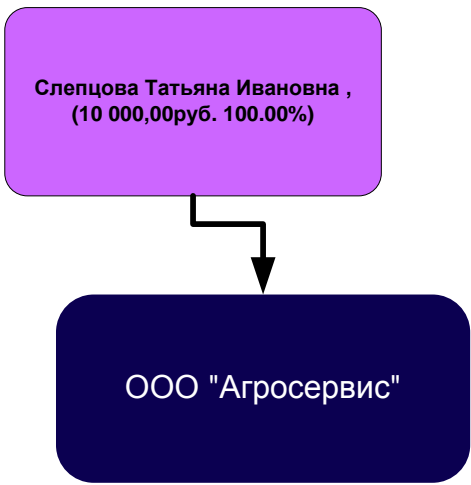 Слепцова Татьяна Ивановна ,
(10 000,00руб. 100.00%)
ООО "Агросервис"